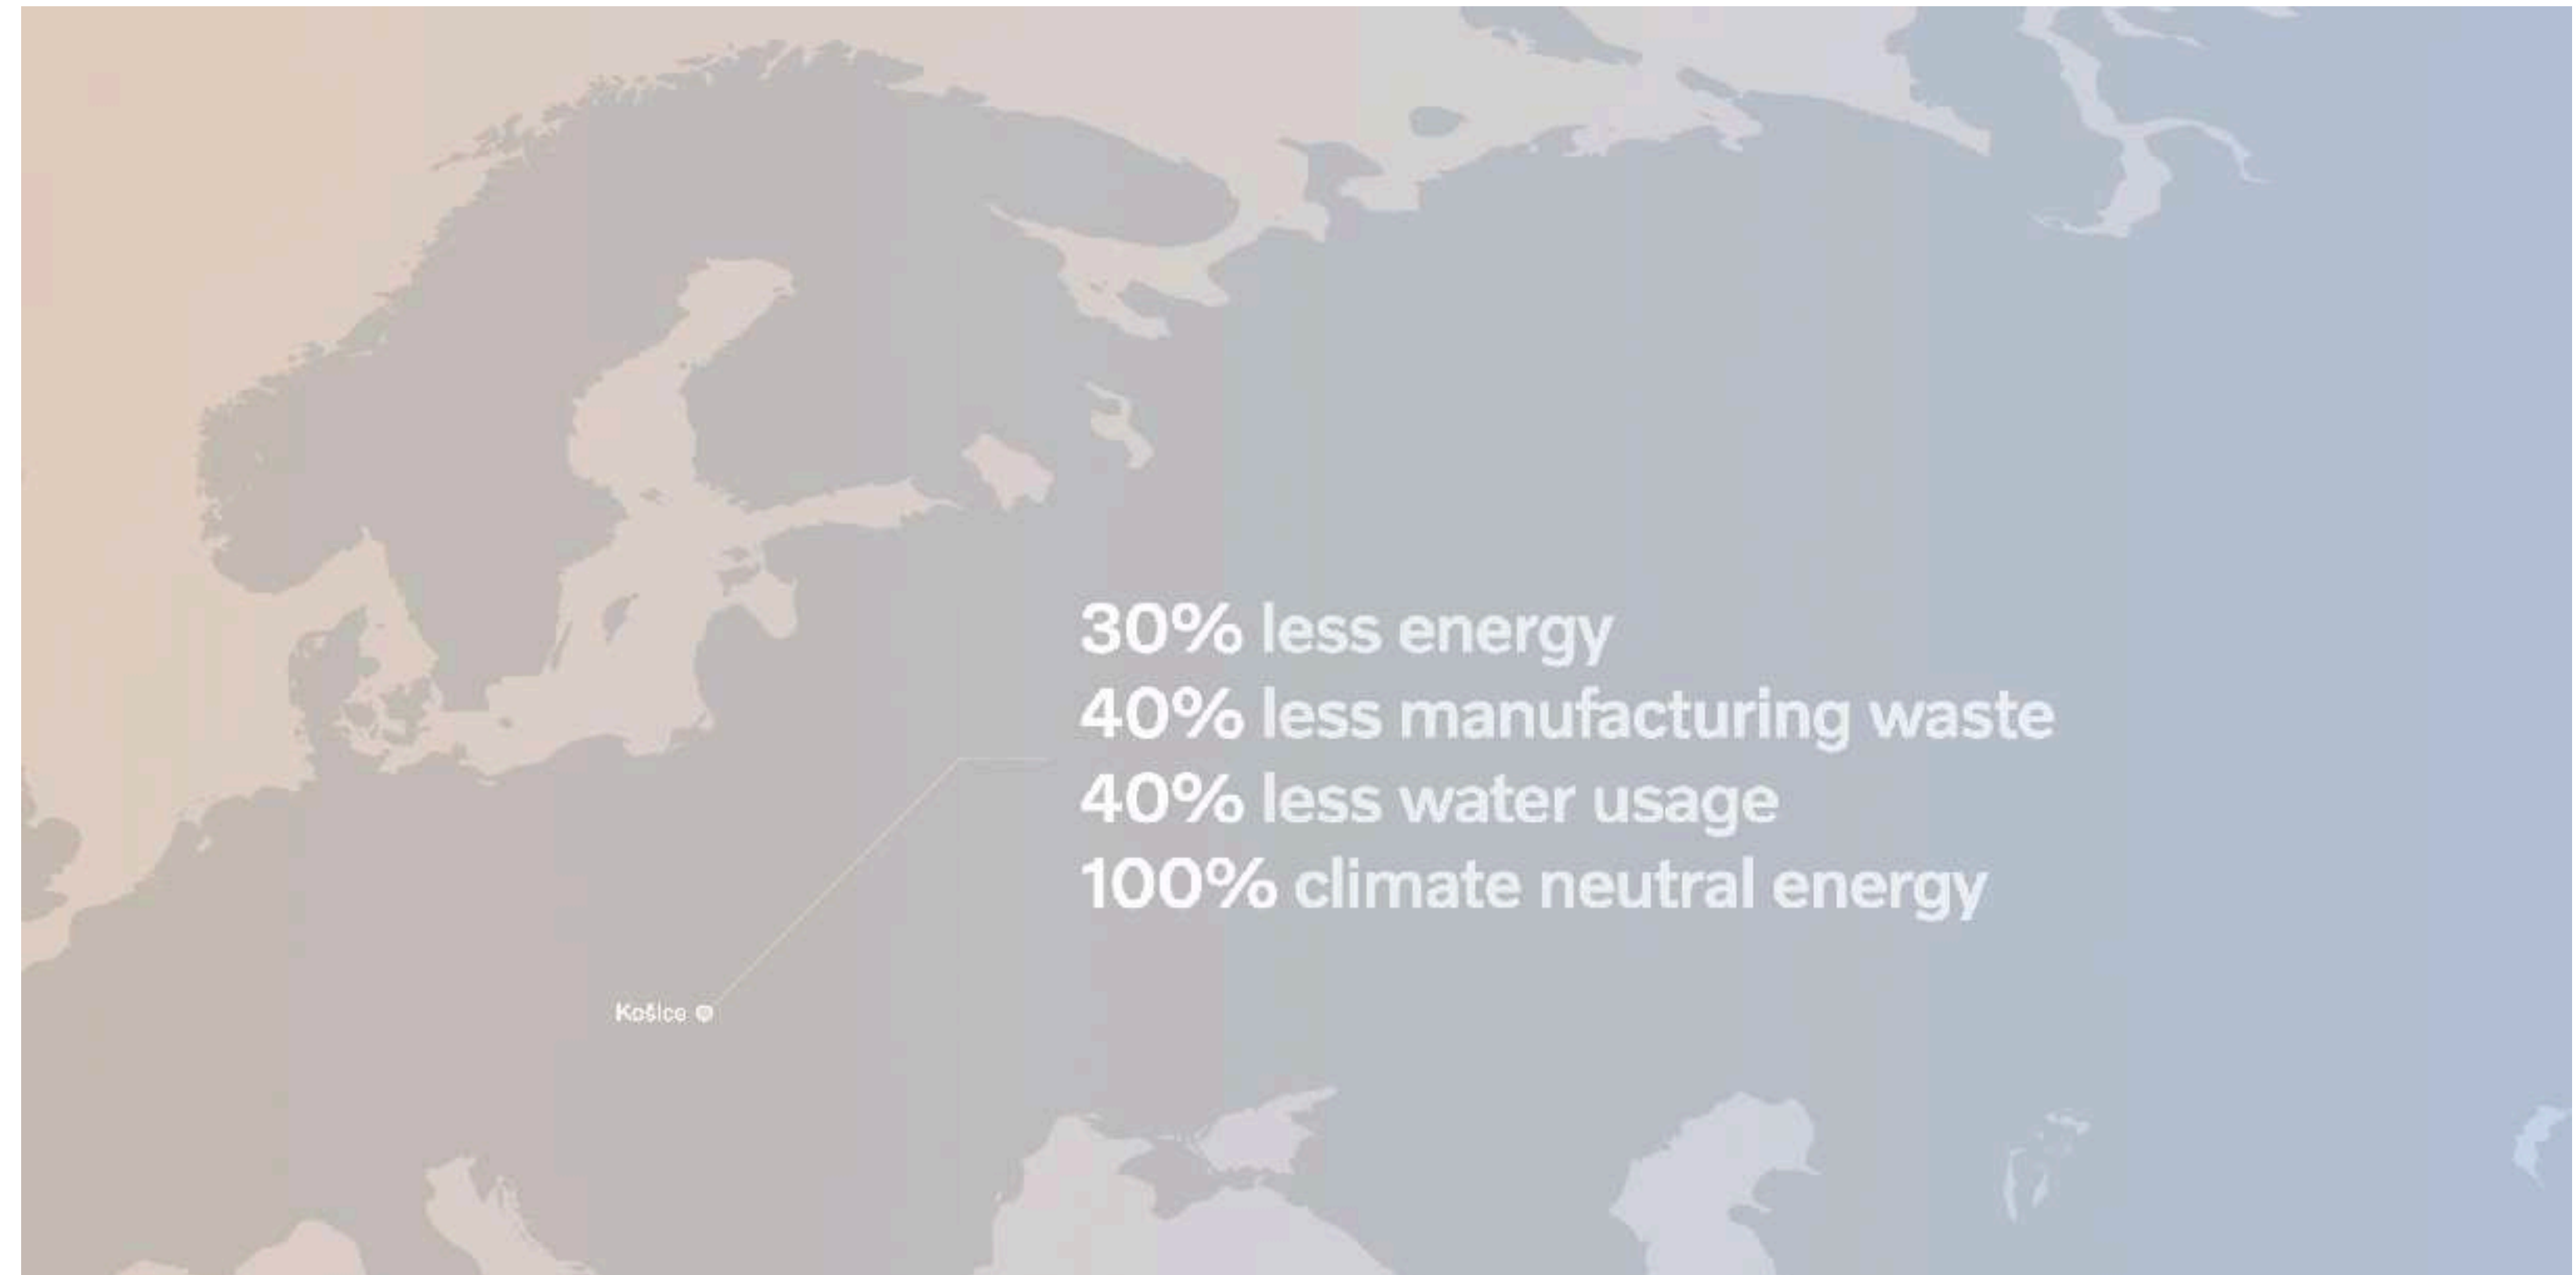 30% less energy
40% less manufacturing waste
40% less water usage
100% climate neutral energy
Košice